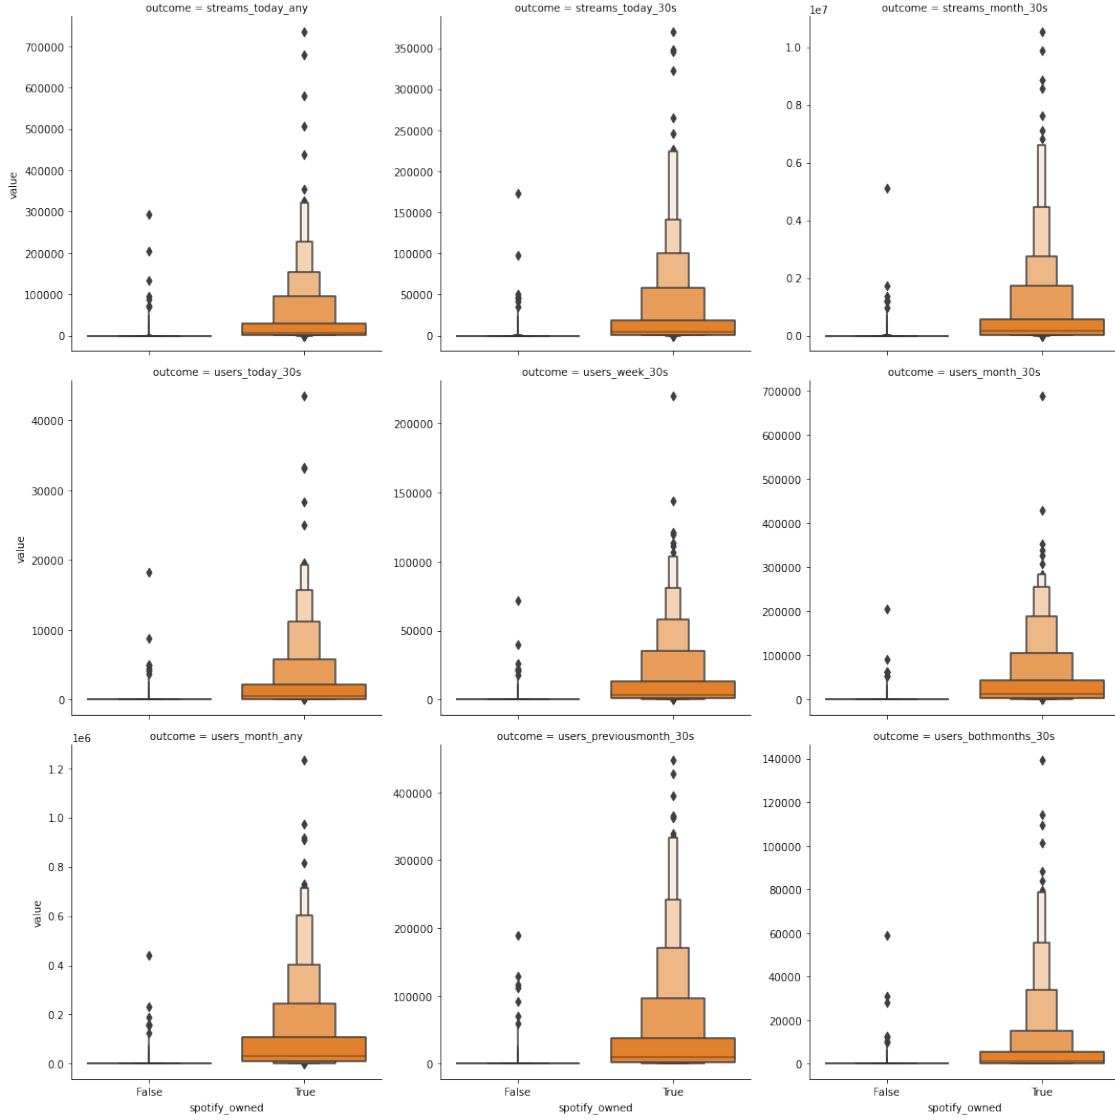 outcome = streams_today_any
700000
600000
500000
400000
300000
200000
100000
0
value
outcome = streams_today_30s
350000
300000
250000
200000
150000
100000
50000
0
outcome = streams_month_30s
1e7
1.0
0.8
0.6
0.4
0.2
0.0
outcome = users_today_30s
40000
30000
20000
10000
0
value
outcome = users_week_30s
200000
150000
100000
50000
0
outcome = users_month_30s
700000
600000
500000
400000
300000
200000
100000
0
outcome = users_month_any
1e6
1.2
1.0
0.8
0.6
0.4
0.2
0.0
value
False
True
spotify_owned
outcome = users_previousmonth_30s
400000
300000
200000
100000
0
False
True
spotify_owned
outcome = users_bothmonths_30s
140000
120000
100000
80000
60000
40000
20000
0
False
True
spotify_owned